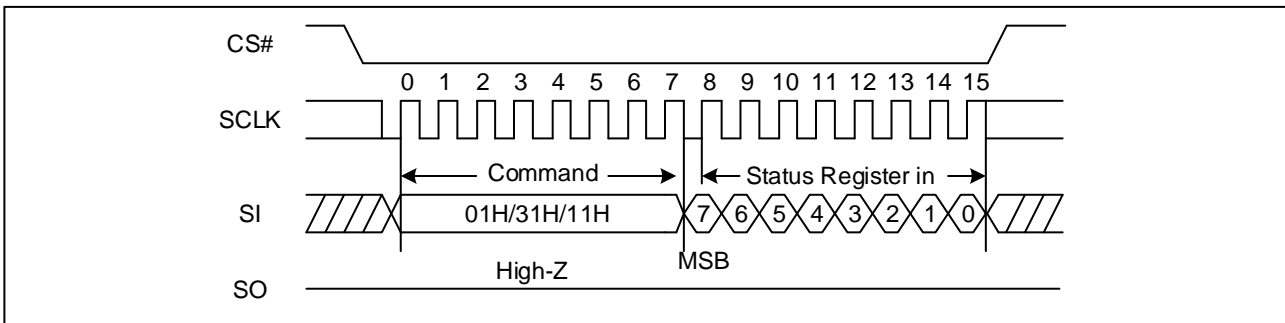 CS#
0 1 2 3 4 5 6 7 8 9 10 11 12 13 14 15
SCLK
Command Status Register in
SI 01H/31H/11H 7 6 5 4 3 2 1 0
High-Z MSB
SO